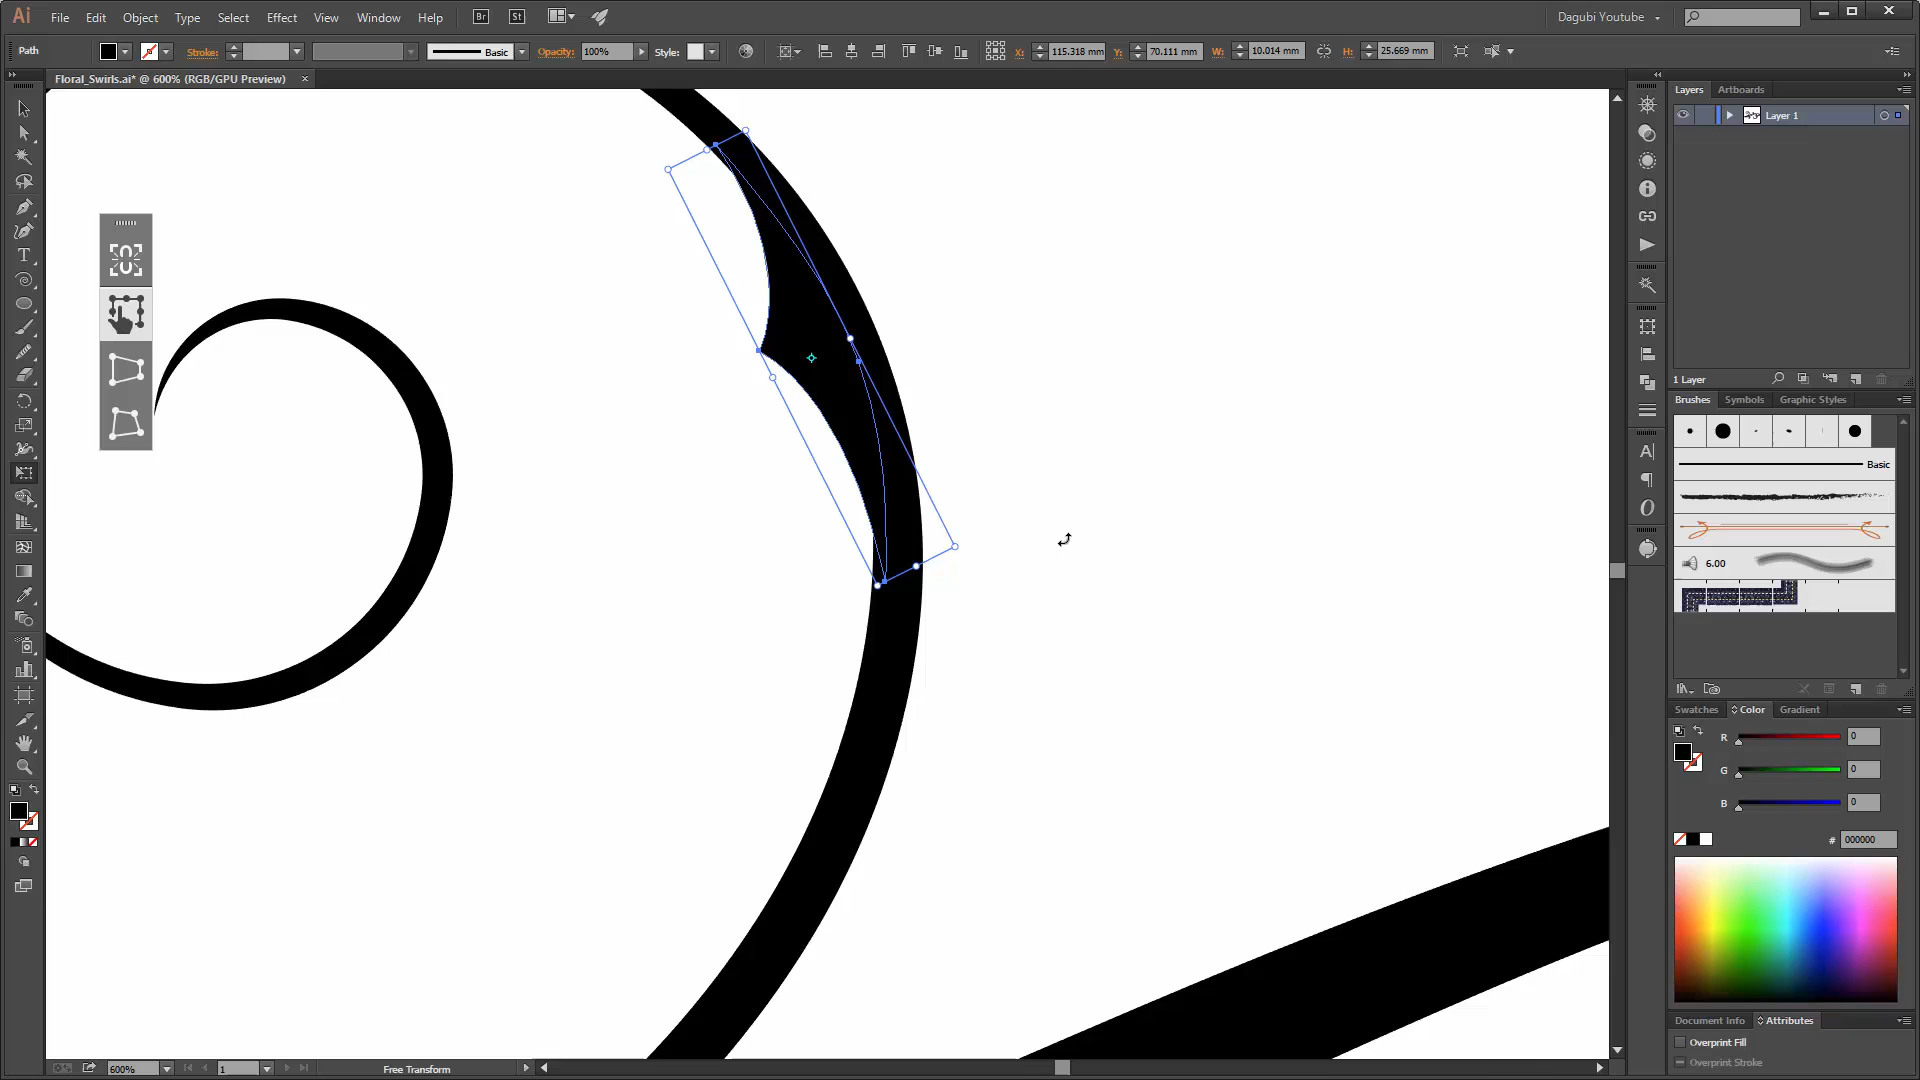 Ai File Edit Object Type Select Effect View Window Help Br St Dagubi Youtube
Path Stroke: Basic Opacity: 100% Style: X: 115.318 mm Y: 70.111 mm W: 10.014 mm H: 25.669 mm
Floral_Swirls.ai* @ 600% (RGB/GPU Preview) ×
Layers Artboards
Layer 1
1 Layer
Brushes Symbols Graphic Styles
Basic
6.00
Swatches Color Gradient
R 0
G 0
B 0
# 000000
Document Info Attributes
Overprint Fill
Overprint Stroke
600% 1 Free Transform